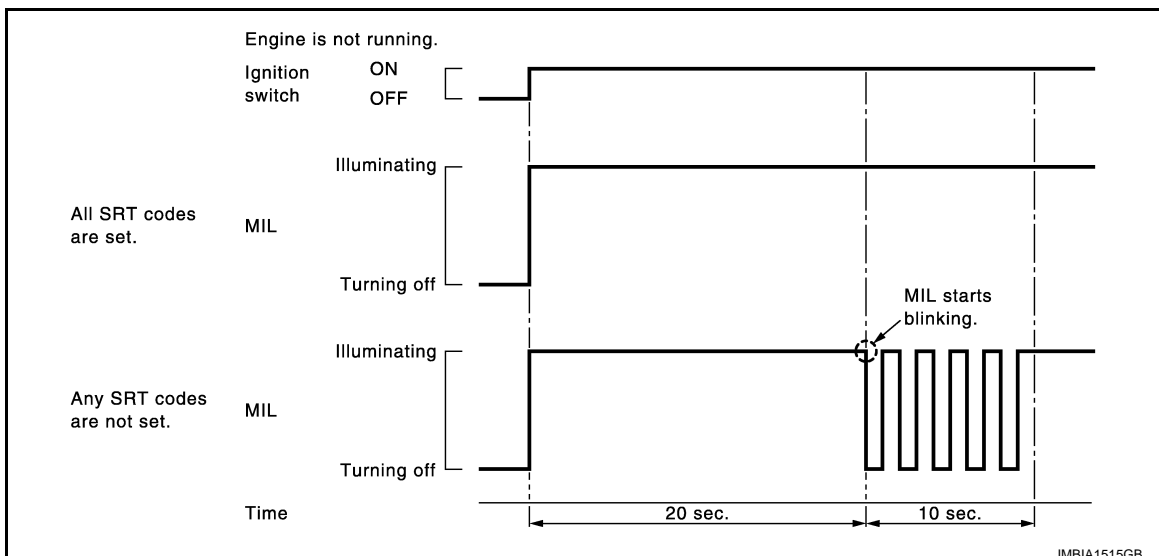 Engine is not running.
Ignition
switch
ON
OFF
Illuminating
All SRT codes
are set.
MIL
Turning off
MIL starts
blinking.
Illuminating
Any SRT codes
are not set.
MIL
Turning off
Time
20 sec.
10 sec.
JMBIA1515GB